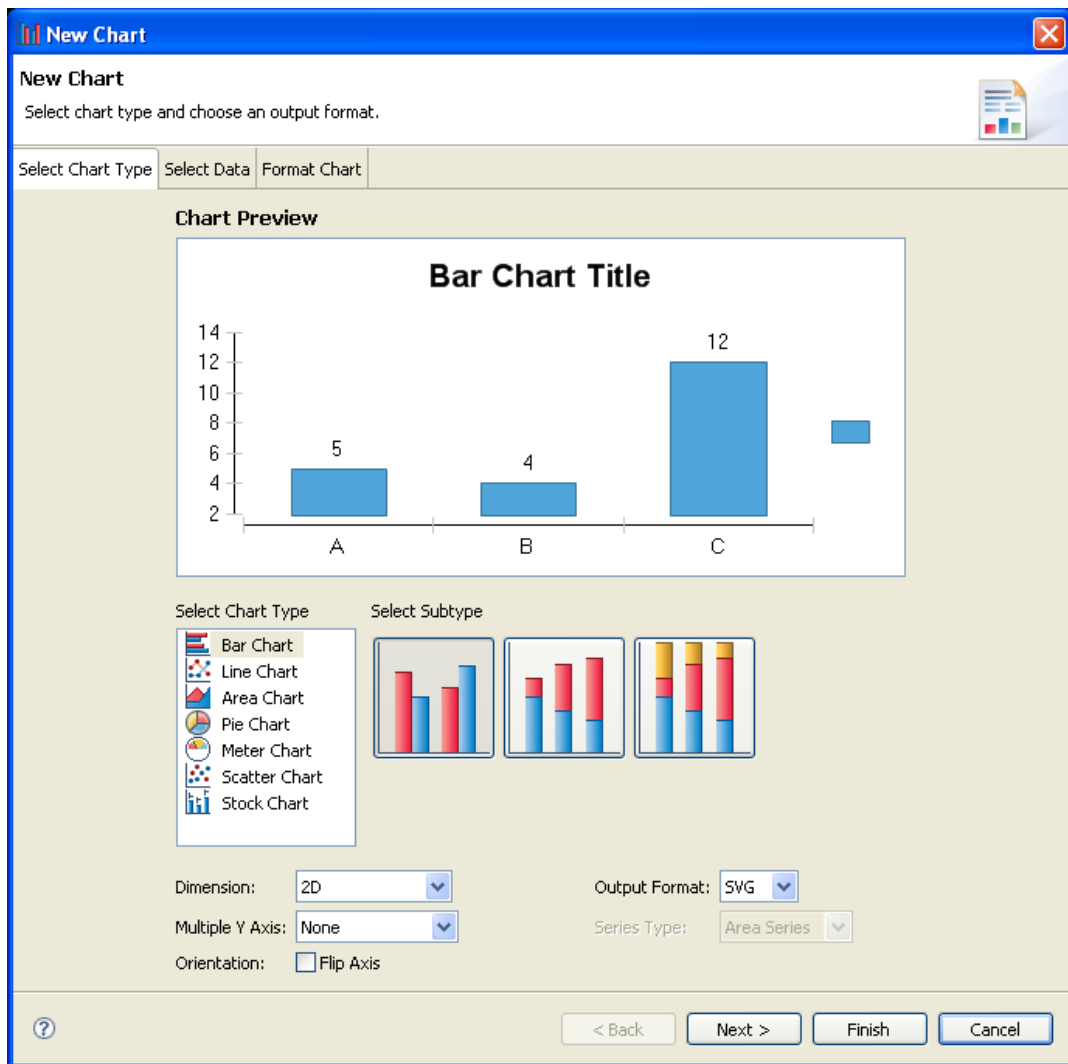 New Chart
New Chart
Select chart type and choose an output format.
Select Chart Type Select Data Format Chart
Chart Preview
Bar Chart Title
14
12
10
8
6
4
2
5
4
12
A B C
Select Chart Type
Bar Chart
Line Chart
Area Chart
Pie Chart
Meter Chart
Scatter Chart
Stock Chart
Select Subtype
Dimension: 2D
Output Format: SVG
Multiple Y Axis: None
Series Type: Area Series
Orientation: Flip Axis
?
< Back Next > Finish Cancel